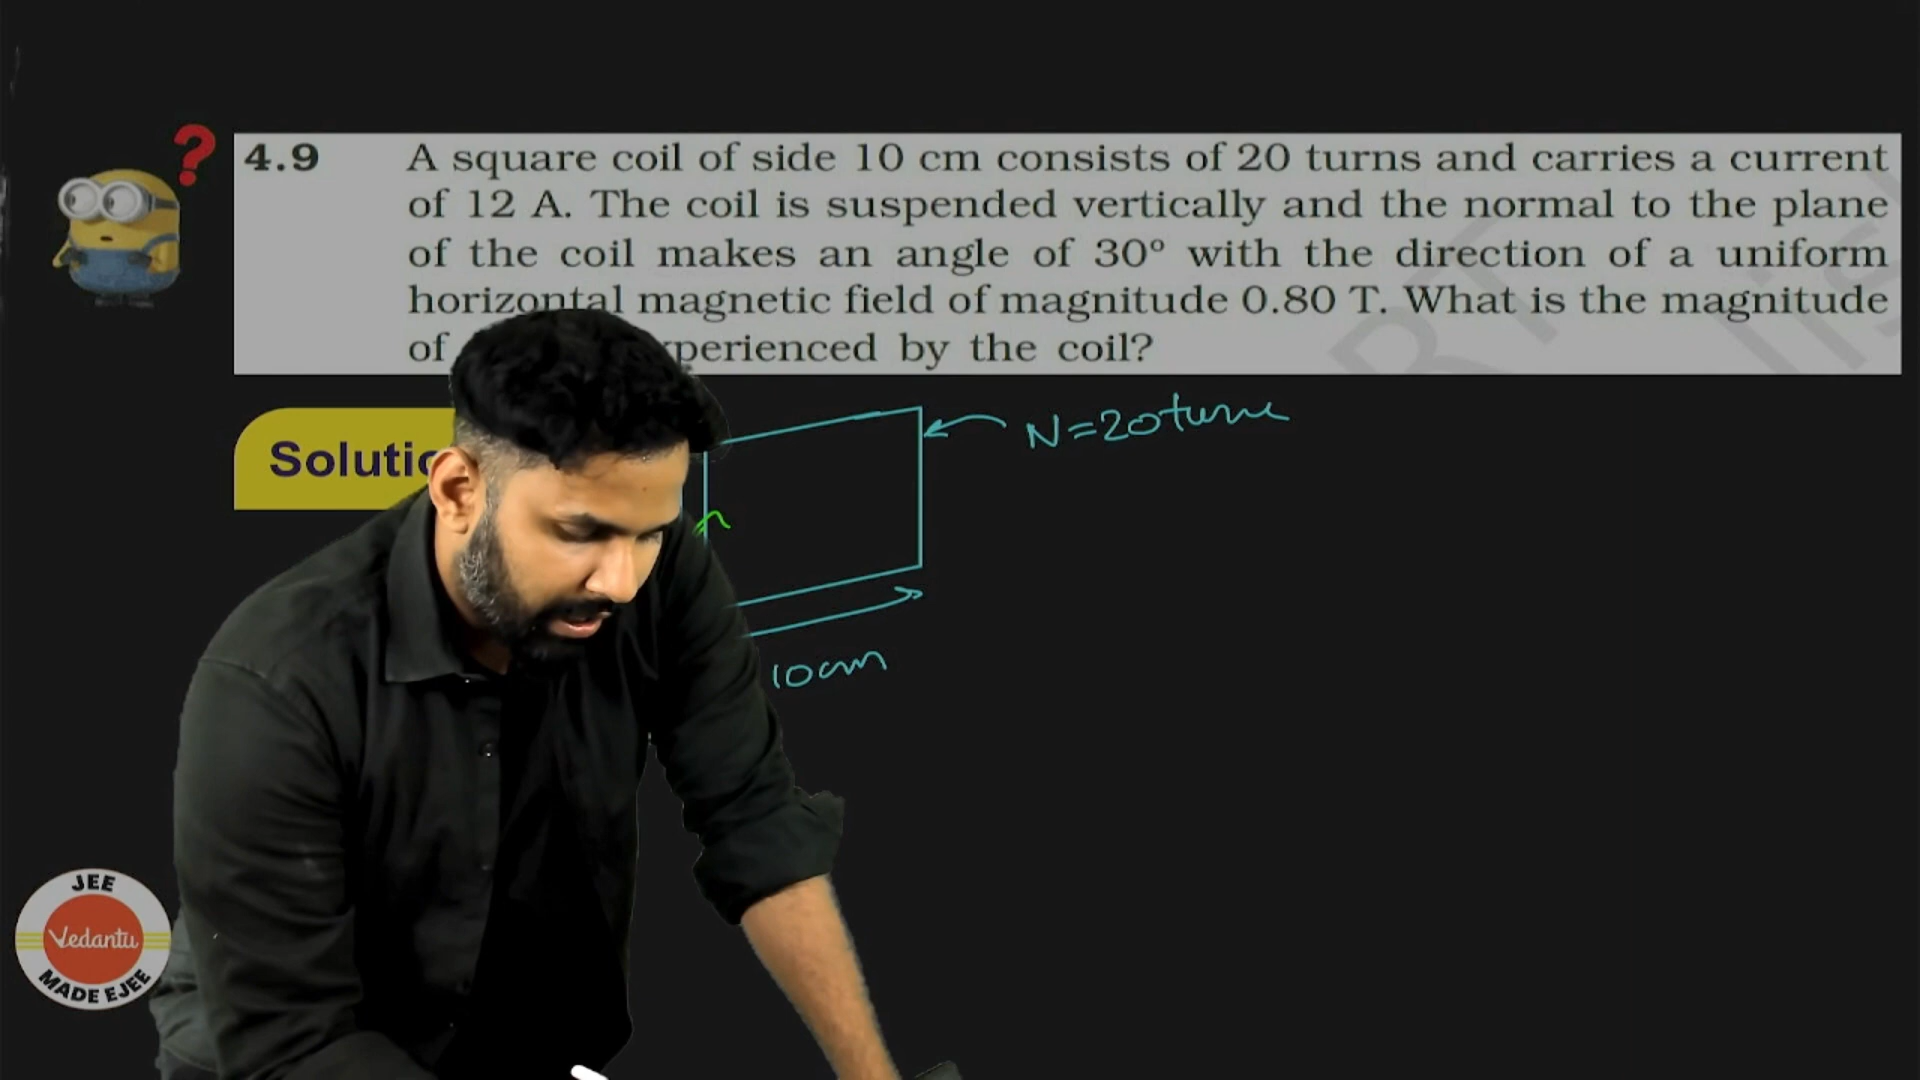 4.9 A square coil of side 10 cm consists of 20 turns and carries a current
of 12 A. The coil is suspended vertically and the normal to the plane
of the coil makes an angle of 30° with the direction of a uniform
horizontal magnetic field of magnitude 0.80 T. What is the magnitude
of experienced by the coil?
N=20 turns
10cm
JEE
Vedantu
MADE EJEE